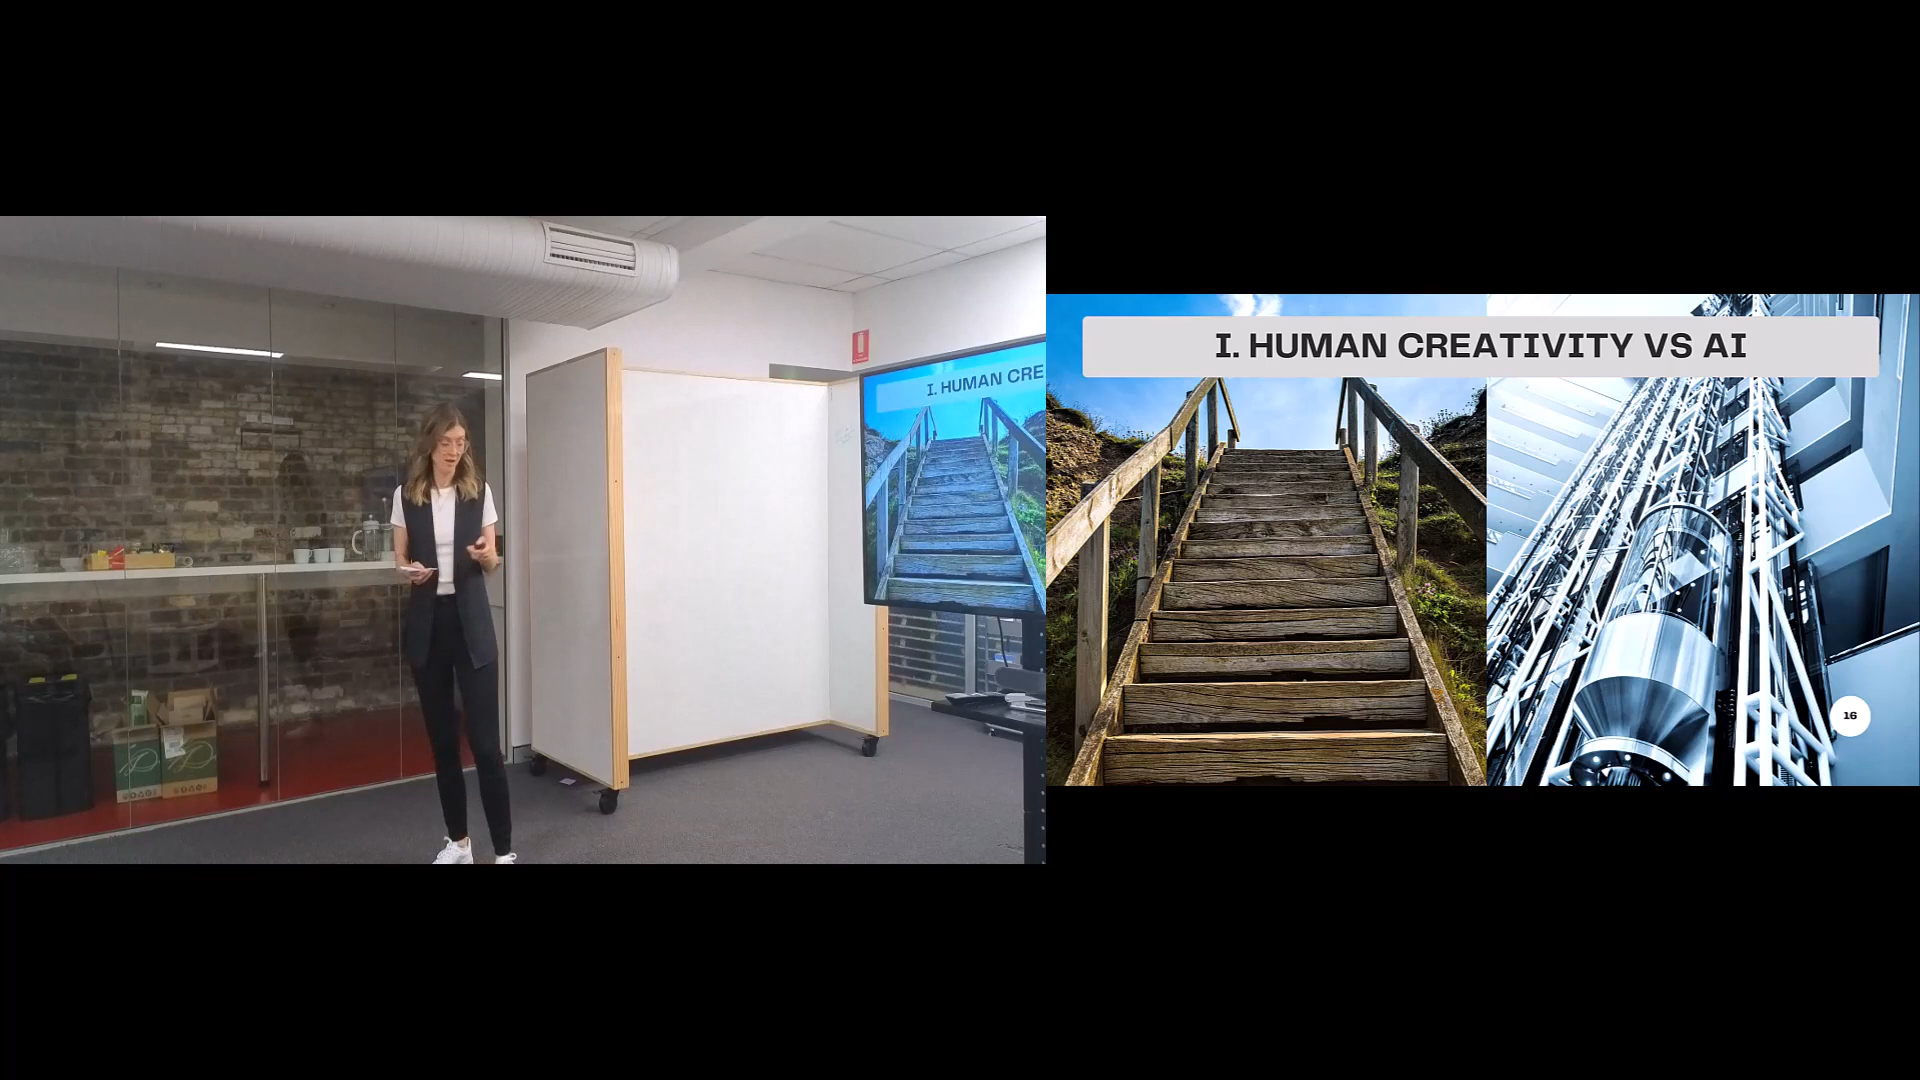 I. HUMAN CRE
I. HUMAN CREATIVITY VS AI
16